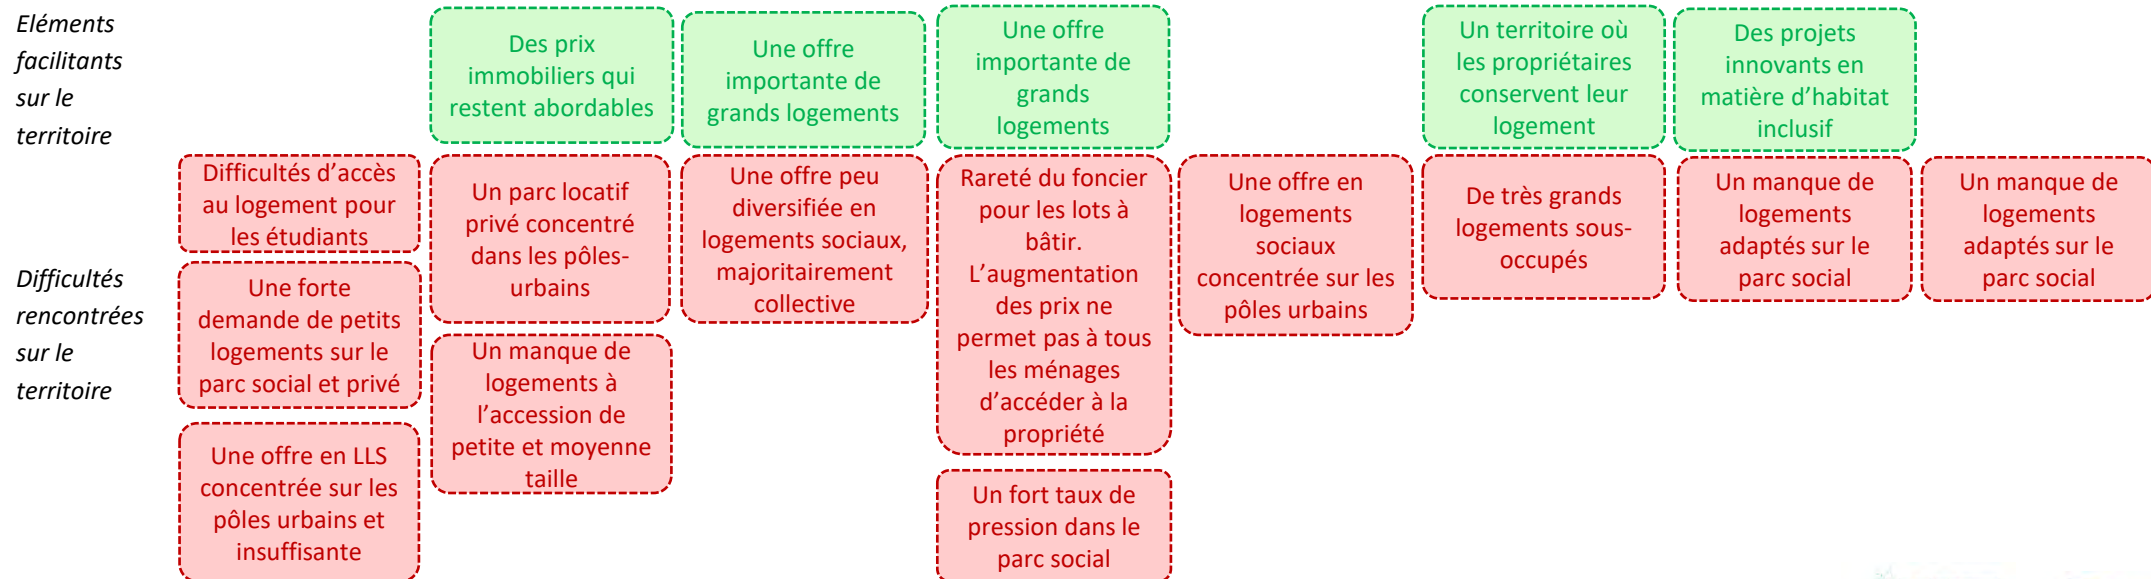 Eléments
facilitants
sur le
territoire
Des prix
immobiliers qui
restent abordables
Une offre
importante de
grands logements
Une offre
importante de
grands
logements
Un territoire où
les propriétaires
conservent leur
logement
Des projets
innovants en
matière d’habitat
inclusif
Difficultés
rencontrées
sur le
territoire
Difficultés d’accès
au logement pour
les étudiants
Une forte
demande de petits
logements sur le
parc social et privé
Une offre en LLS
concentrée sur les
pôles urbains et
insuffisante
Un parc locatif
privé concentré
dans les pôles-
urbains
Un manque de
logements à
l’accession de
petite et moyenne
taille
Une offre peu
diversifiée en
logements sociaux,
majoritairement
collective
Rareté du foncier
pour les lots à
bâtir.
L’augmentation
des prix ne
permet pas à tous
les ménages
d’accéder à la
propriété
Un fort taux de
pression dans le
parc social
Une offre en
logements
sociaux
concentrée sur les
pôles urbains
De très grands
logements sous-
occupés
Un manque de
logements
adaptés sur le
parc social
Un manque de
logements
adaptés sur le
parc social